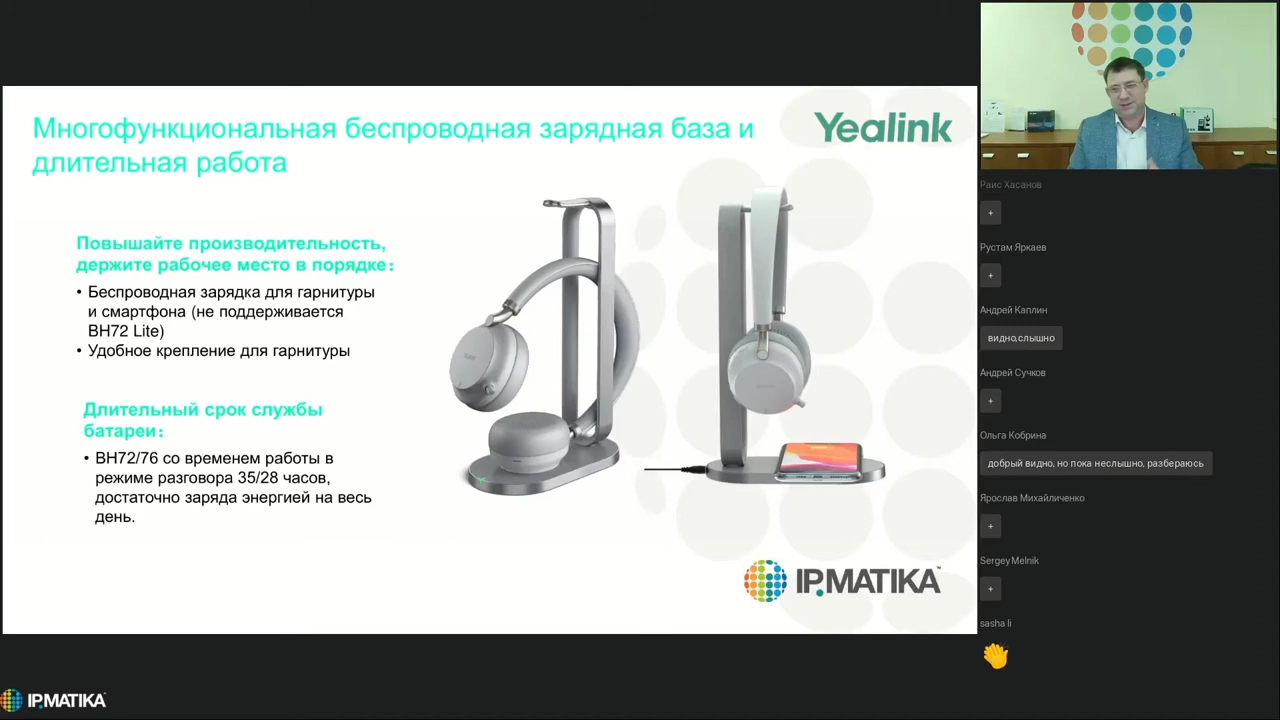 Многофункциональная беспроводная зарядная база и
длительная работа
Yealink
Повышайте производительность,
держите рабочее место в порядке:
• Беспроводная зарядка для гарнитуры
и смартфона (не поддерживается
BH72 Lite)
• Удобное крепление для гарнитуры
Длительный срок службы
батареи:
• BH72/76 со временем работы в
режиме разговора 35/28 часов,
достаточно заряда энергией на весь
день.
IP.MATIKA™
Раис Хасанов
+
Рустам Яркаев
+
Андрей Каплин
видно,слышно
Андрей Сучков
+
Ольга Кобрина
добрый видно, но пока неслышно, разбераюсь
Ярослав Михайличенко
+
Sergey Melnik
+
sasha li
IP.MATIKA™